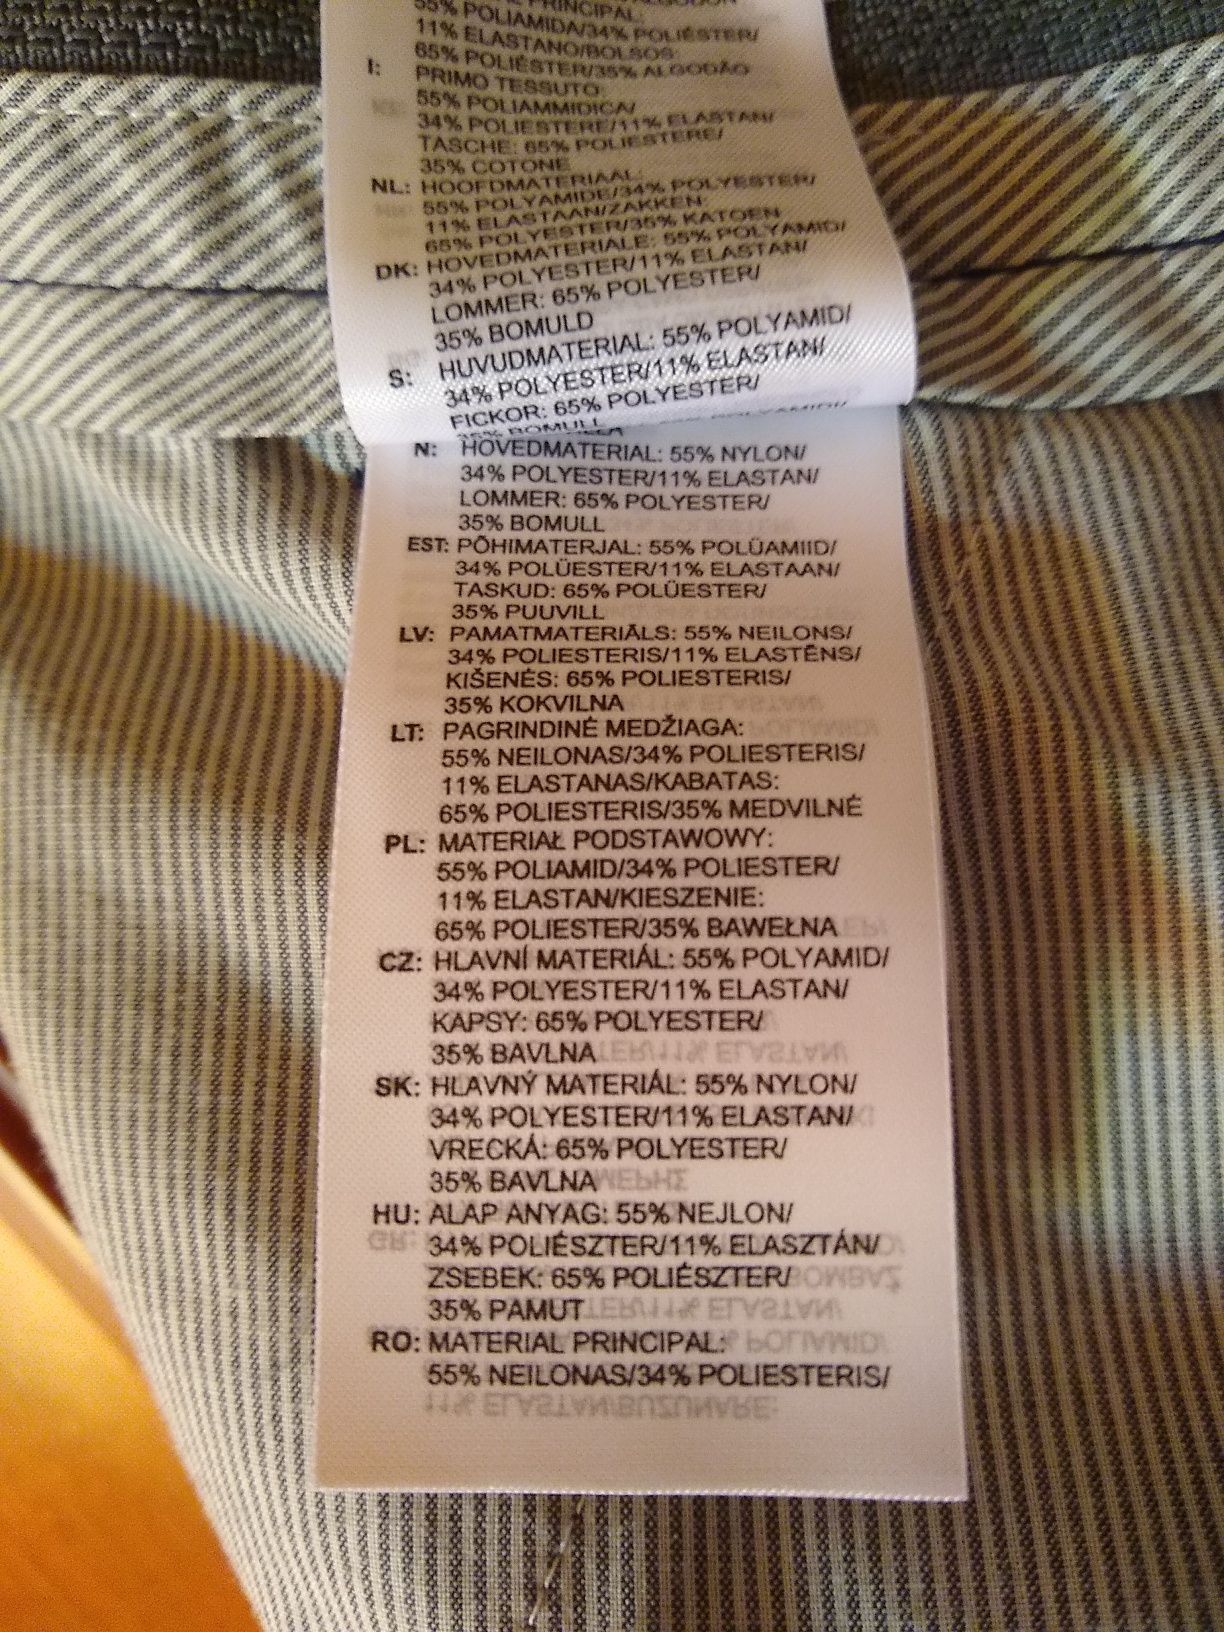 PRINCIPAL:
55% POLIAMIDA/34% POLIÉSTER/
11% ELASTANO/BOLSOS:
65% POLIÉSTER/35% ALGODÃO
I: PRIMO TESSUTO:
55% POLIAMMIDICA/
34% POLIESTERE/11% ELASTAN/
TASCHE: 65% POLIESTERE/
35% COTONE
NL: HOOFDMATERIAAL:
55% POLYAMIDE/34% POLYESTER/
11% ELASTAAN/ZAKKEN:
65% POLYESTER/35% KATOEN
DK: HOVEDMATERIALE: 55% POLYAMID/
34% POLYESTER/11% ELASTAN/
LOMMER: 65% POLYESTER/
35% BOMULD
S: HUVUDMATERIAL: 55% POLYAMID/
34% POLYESTER/11% ELASTAN/
FICKOR: 65% POLYESTER/
35% BOMULL
N: HOVEDMATERIAL: 55% NYLON/
34% POLYESTER/11% ELASTAN/
LOMMER: 65% POLYESTER/
35% BOMULL
EST: PÕHIMATERJAL: 55% POLÜAMIID/
34% POLÜESTER/11% ELASTAAN/
TASKUD: 65% POLÜESTER/
35% PUUVILL
LV: PAMATMATERIĀLS: 55% NEILONS/
34% POLIESTERIS/11% ELASTĒNS/
KIŠENĖS: 65% POLIESTERIS/
35% KOKVILNA
LT: PAGRINDINĖ MEDŽIAGA:
55% NEILONAS/34% POLIESTERIS/
11% ELASTANAS/KABATAS:
65% POLIESTERIS/35% MEDVILNĖ
PL: MATERIAŁ PODSTAWOWY:
55% POLIAMID/34% POLIESTER/
11% ELASTAN/KIESZENIE:
65% POLIESTER/35% BAWEŁNA
CZ: HLAVNÍ MATERIÁL: 55% POLYAMID/
34% POLYESTER/11% ELASTAN/
KAPSY: 65% POLYESTER/
35% BAVLNA
SK: HLAVNÝ MATERIÁL: 55% NYLON/
34% POLYESTER/11% ELASTAN/
VRECKÁ: 65% POLYESTER/
35% BAVLNA
HU: ALAP ANYAG: 55% NEJLON/
34% POLIÉSZTER/11% ELASZTÁN/
ZSEBEK: 65% POLIÉSZTER/
35% PAMUT
RO: MATERIAL PRINCIPAL:
55% NEILONAS/34% POLIESTERIS/